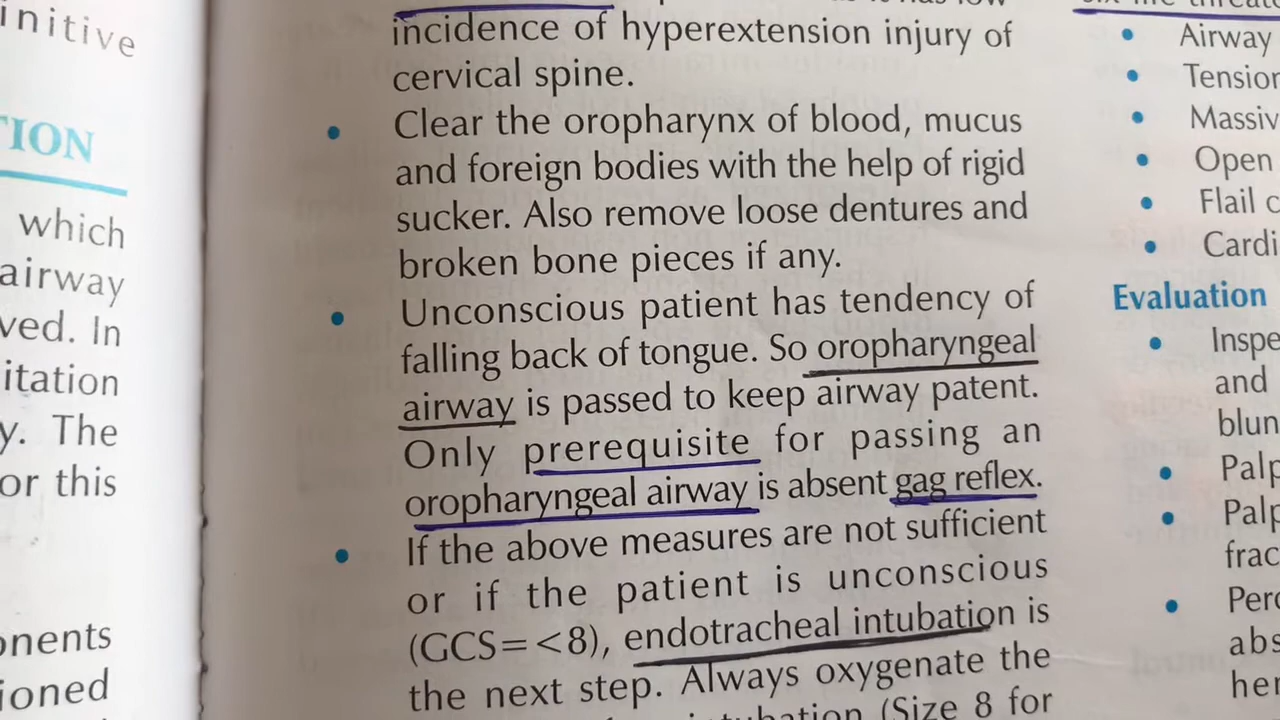 initive
TION
which
airway
ved. In
itation
y. The
or this
onents
ioned
incidence of hyperextension injury of
cervical spine.
• Clear the oropharynx of blood, mucus
and foreign bodies with the help of rigid
sucker. Also remove loose dentures and
broken bone pieces if any.
• Unconscious patient has tendency of
falling back of tongue. So oropharyngeal
airway is passed to keep airway patent.
Only prerequisite for passing an
oropharyngeal airway is absent gag reflex.
• If the above measures are not sufficient
or if the patient is unconscious
(GCS=<8), endotracheal intubation is
the next step. Always oxygenate the
intubation (Size 8 for
• Airway
• Tension
• Massiv
• Open
• Flail c
• Cardi
Evaluation
• Inspe
and
blun
• Palp
• Palp
frac
• Perc
abs
her